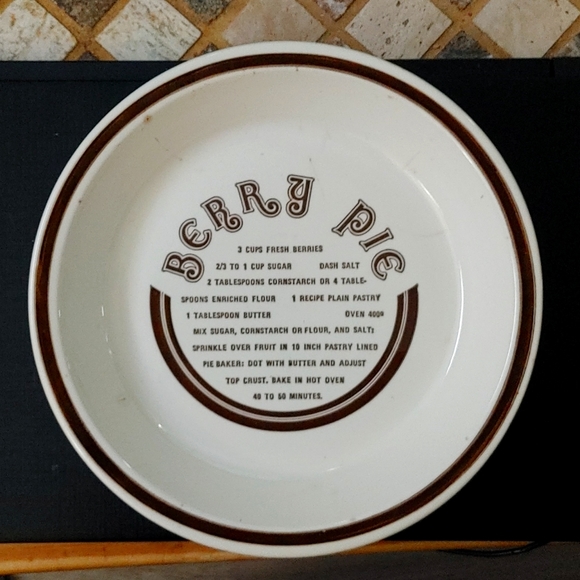 BERRY PIE
3 CUPS FRESH BERRIES
2/3 TO 1 CUP SUGAR DASH SALT
2 TABLESPOONS CORNSTARCH OR 4 TABLE-
SPOONS ENRICHED FLOUR 1 RECIPE PLAIN PASTRY
1 TABLESPOON BUTTER OVEN 400º
MIX SUGAR, CORNSTARCH OR FLOUR, AND SALT;
SPRINKLE OVER FRUIT IN 10 INCH PASTRY LINED
PIE BAKER; DOT WITH BUTTER AND ADJUST
TOP CRUST. BAKE IN HOT OVEN
40 TO 50 MINUTES.